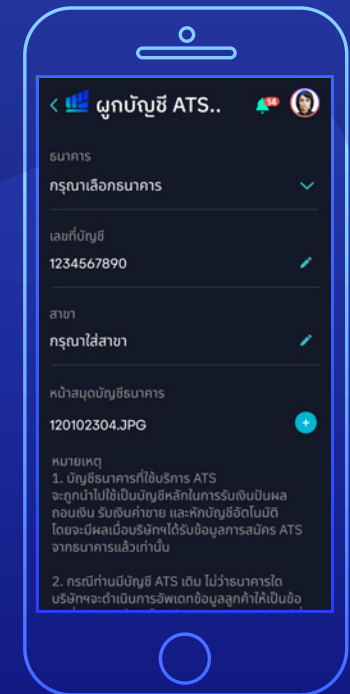 ผูกบัญชี ATS..
14
ธนาคาร
กรุณาเลือกธนาคาร
เลขที่บัญชี
1234567890
สาขา
กรุณาใส่สาขา
หน้าสมุดบัญชีธนาคาร
120102304.JPG
หมายเหตุ
1. บัญชีธนาคารที่ใช้บริการ ATS
จะถูกนำไปใช้เป็นบัญชีหลักในการรับเงินปันผล
ถอนเงิน รับเงินค่าขาย และหักบัญชีอัตโนมัติ
โดยจะมีผลเมื่อบริษัทฯได้รับข้อมูลการสมัคร ATS
จากธนาคารแล้วเท่านั้น
2. กรณีท่านมีบัญชี ATS เดิม ไม่ว่าธนาคารใด
บริษัทฯจะดำเนินการอัพเดทข้อมูลลูกค้าให้เป็นข้อ